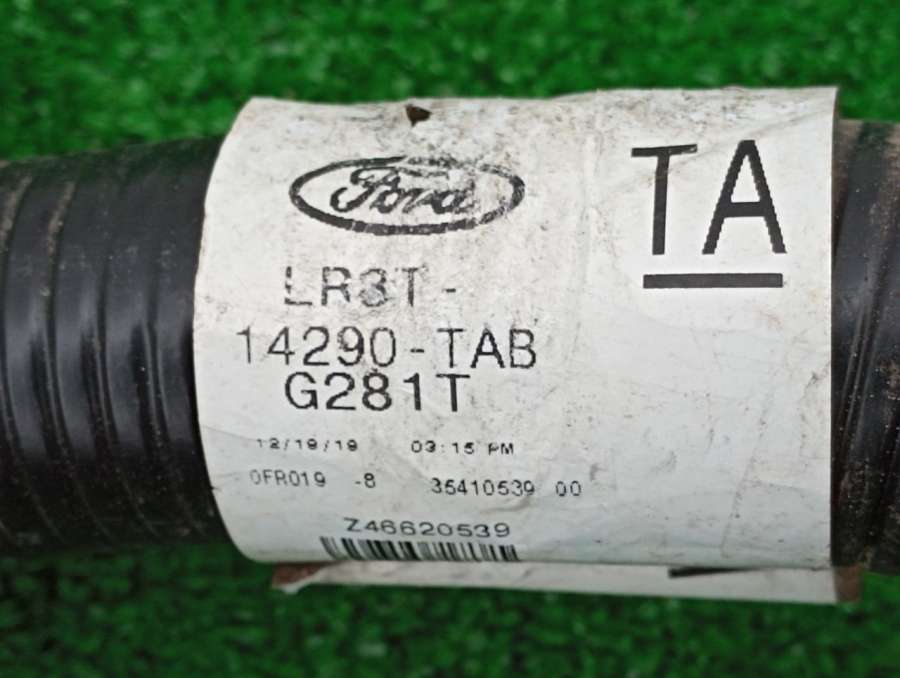 Ford
TA
LR3T-
14290-TAB
G281T
12/19/19 03:15 PM
0FR019 -8 35410539 00
Z46620539